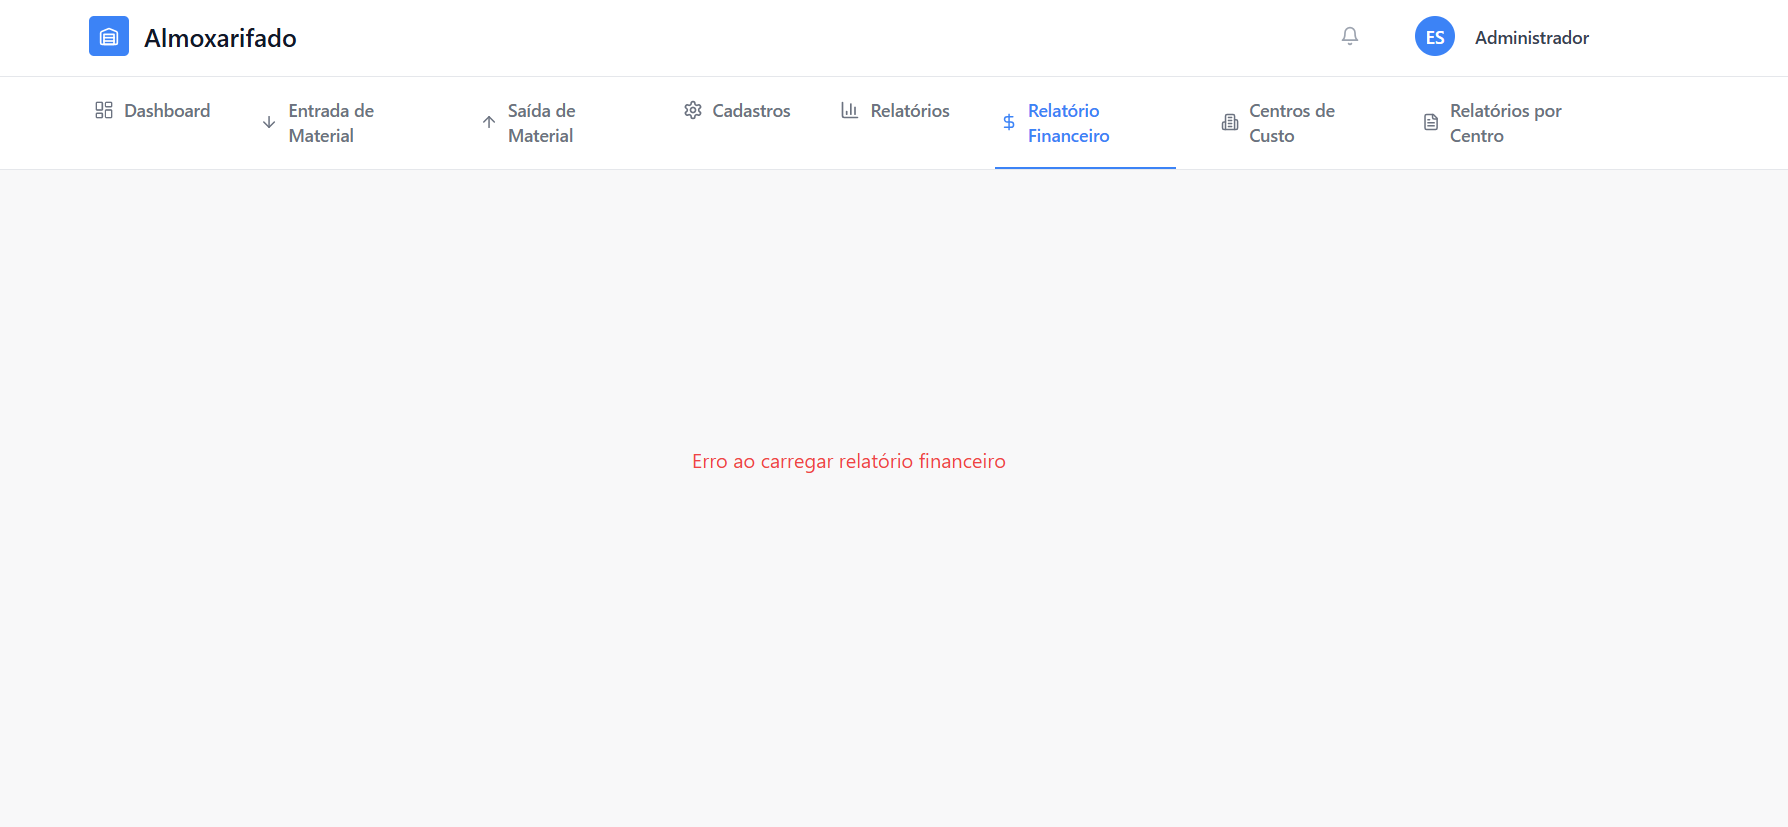 Almoxarifado
ES
Administrador
Dashboard
Entrada de
Material
Saída de
Material
Cadastros
Relatórios
Relatório
Financeiro
Centros de
Custo
Relatórios por
Centro
Erro ao carregar relatório financeiro